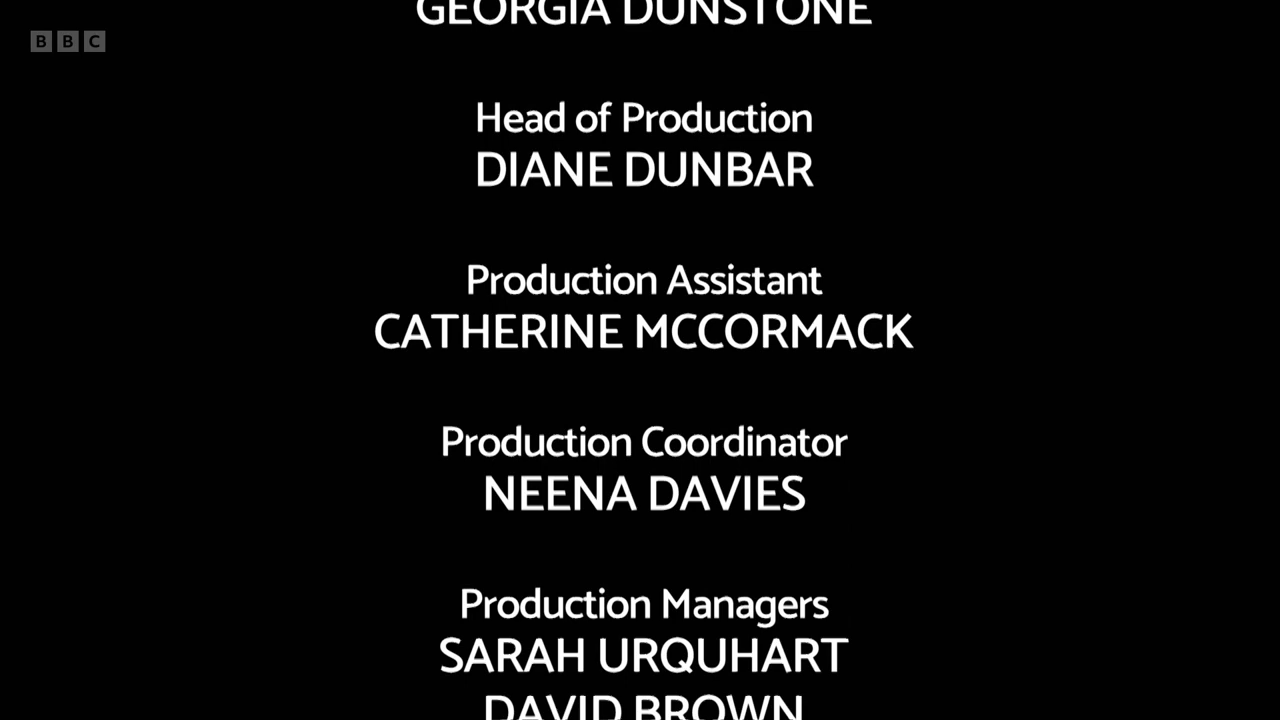 GEORGIA DUNSTONE
BBC
Head of Production
DIANE DUNBAR
Production Assistant
CATHERINE MCCORMACK
Production Coordinator
NEENA DAVIES
Production Managers
SARAH URQUHART
DAVID BROWN